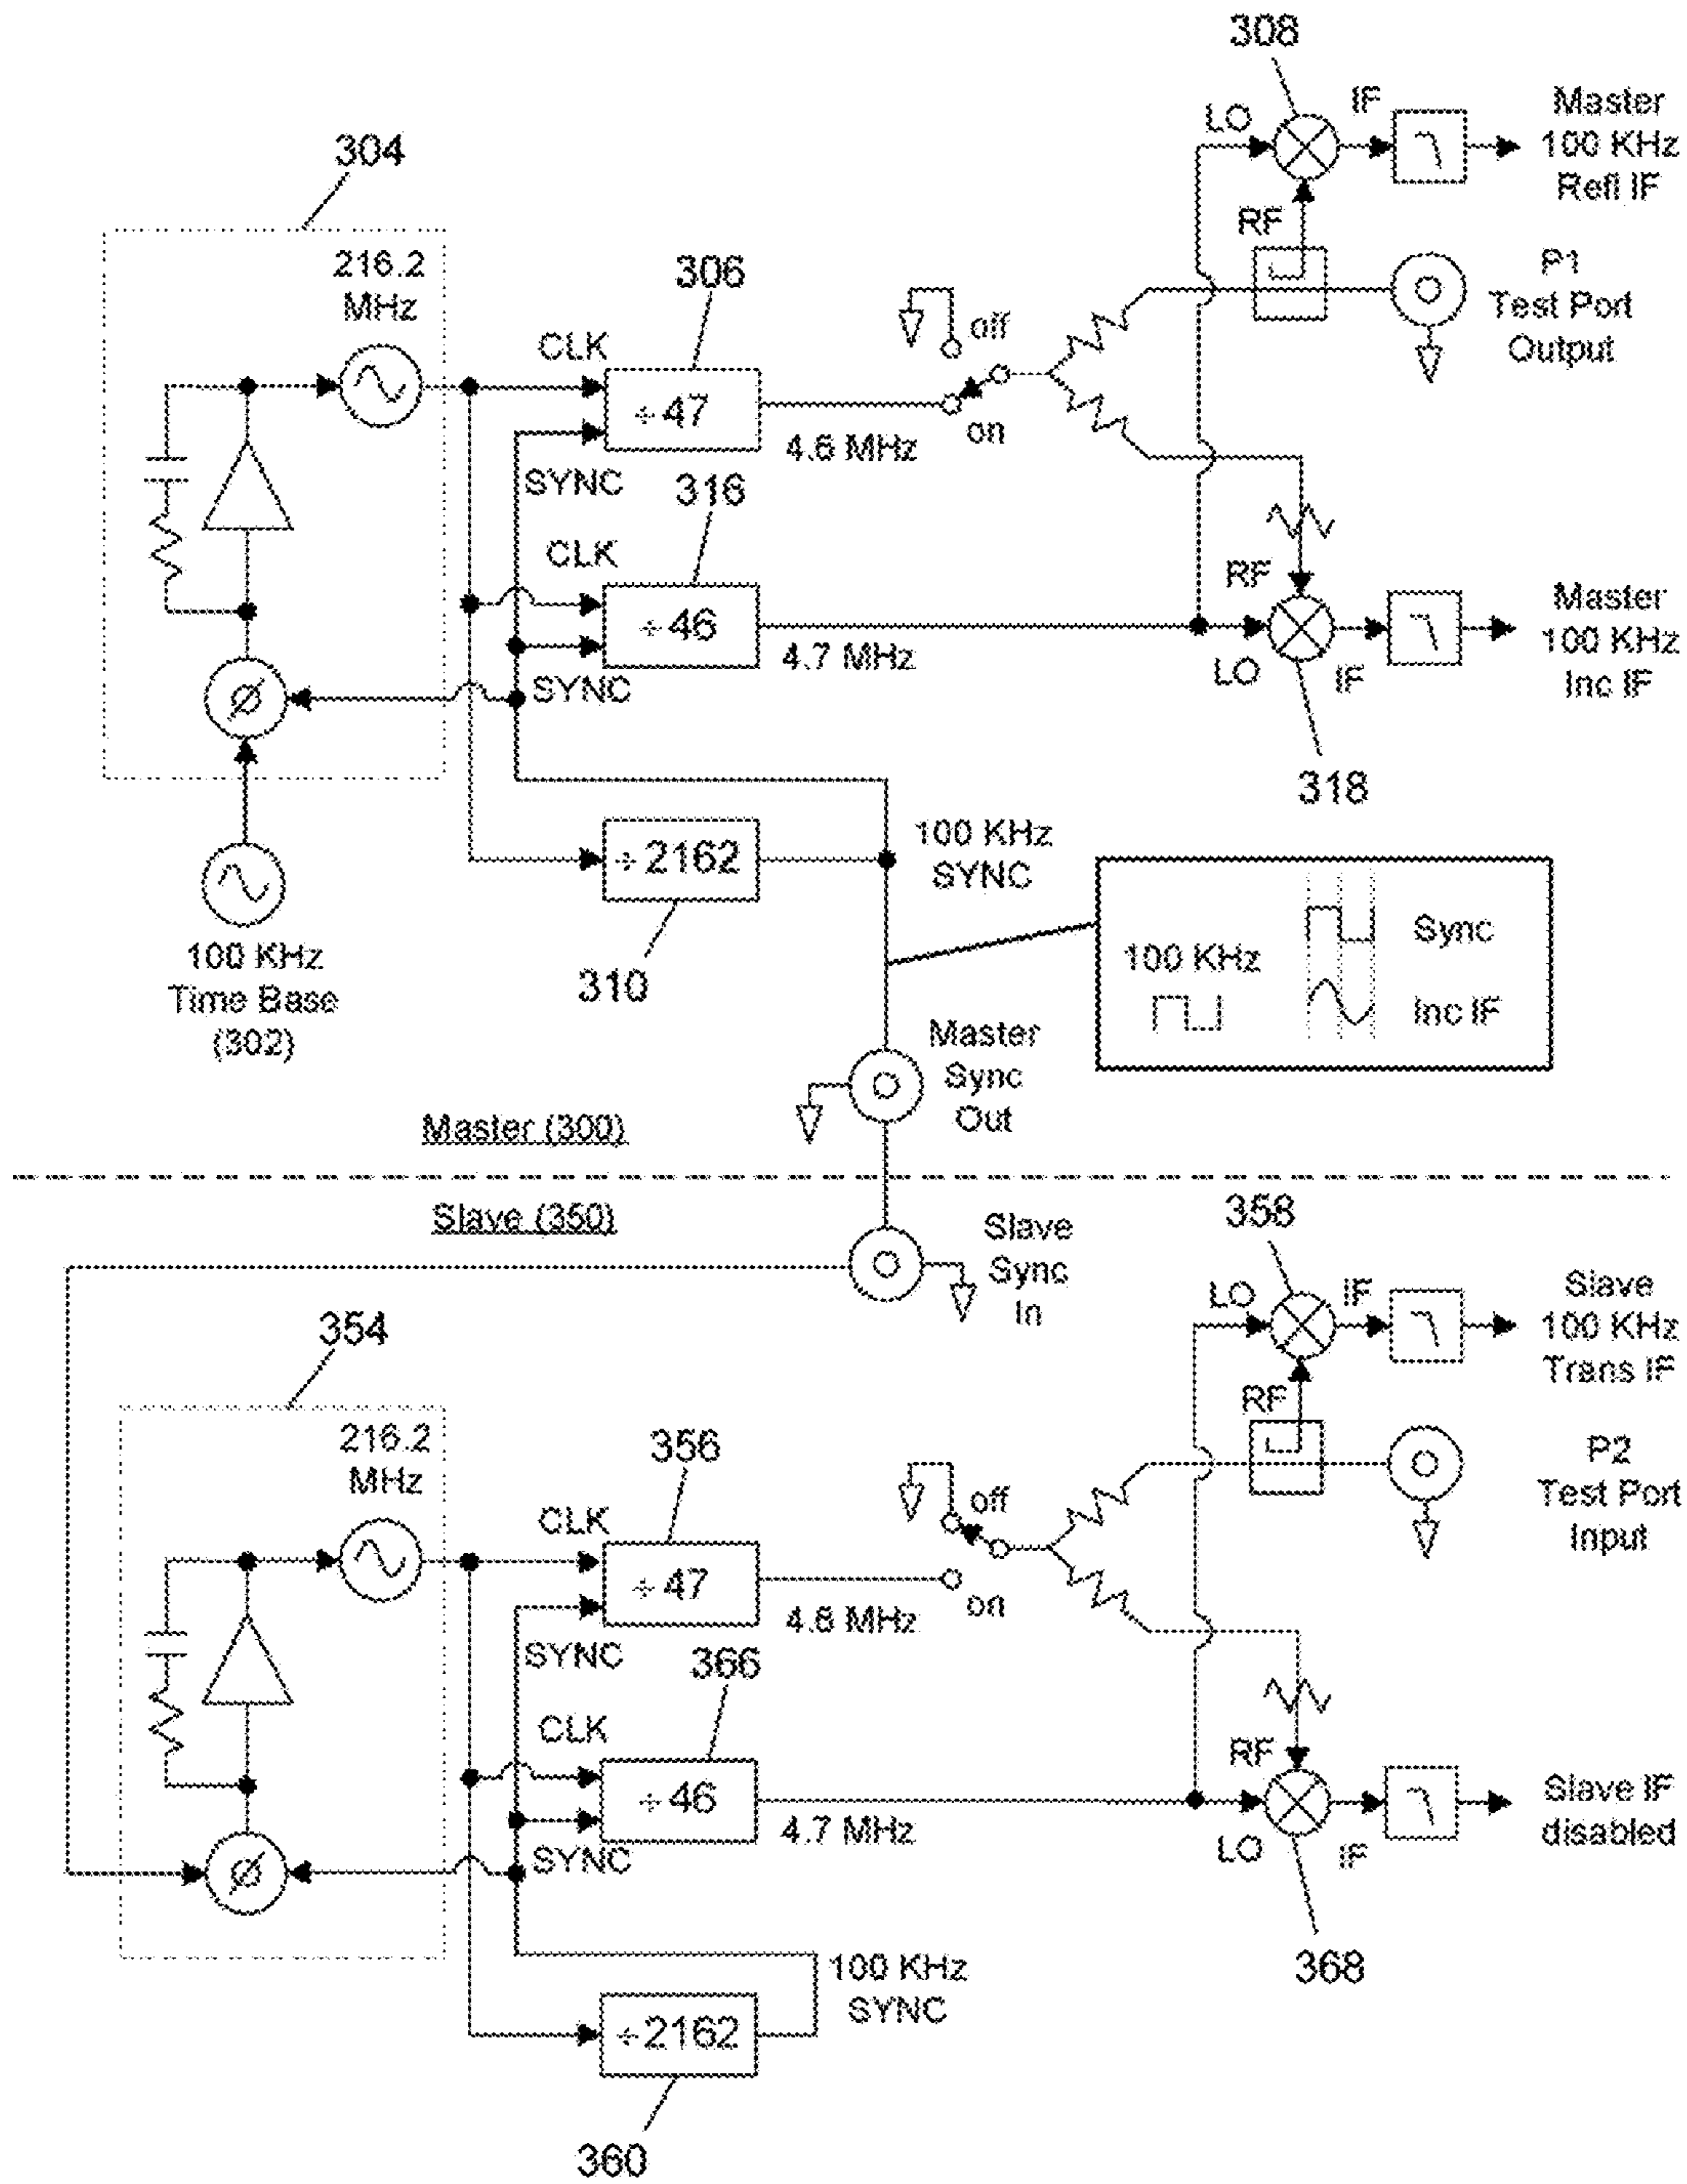 308
LO
IF
Master
100 KHz
Refl IF
304
RF
216.2
MHz
306
P1
Test Port
Output
off
CLK
÷47
on
4.6 MHz
SYNC
316
CLK
RF
÷46
4.7 MHz
Master
100 KHz
Inc IF
SYNC
LO
IF
Ø
318
÷2162
100 KHz
SYNC
310
100 KHz
Time Base
(302)
Sync
100 KHz
Inc IF
Master
Sync
Out
Master (300)
Slave (350)
Slave
Sync
In
358
LO
IF
Slave
100 KHz
Trans IF
354
RF
216.2
MHz
356
P2
Test Port
Input
off
CLK
÷47
on
4.6 MHz
SYNC
366
CLK
RF
÷46
4.7 MHz
Slave IF
disabled
SYNC
LO
IF
Ø
368
100 KHz
SYNC
÷2162
360